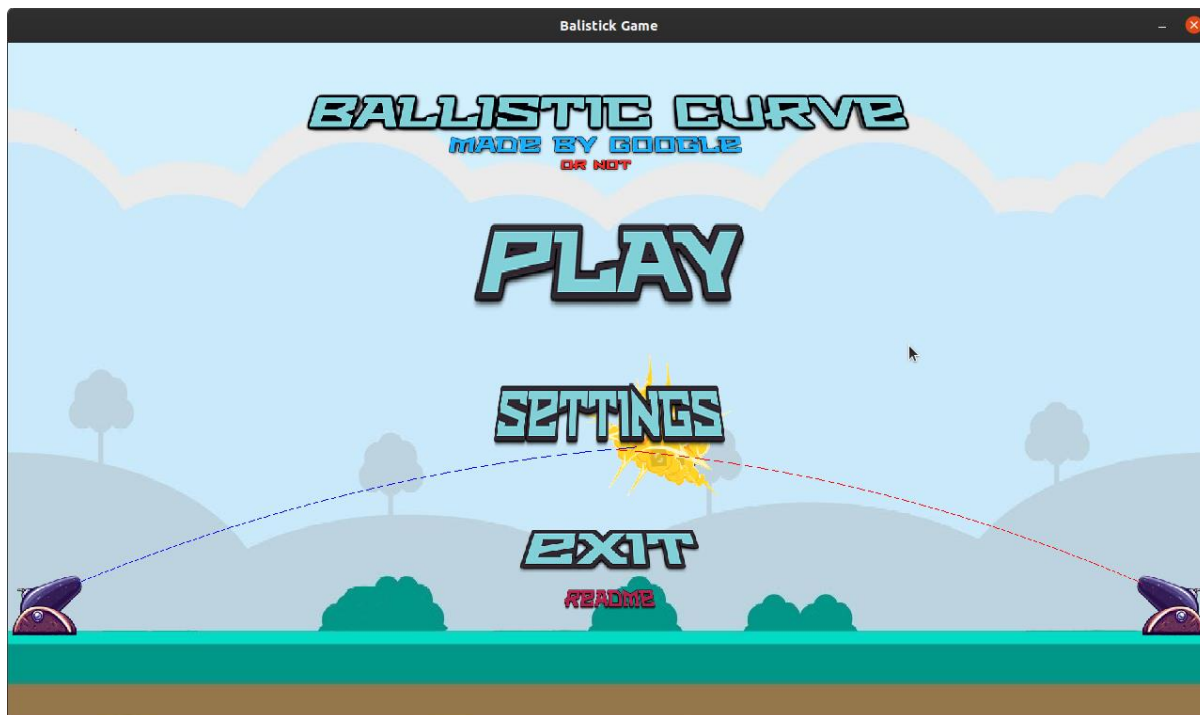 Balistick Game
BALLISTIC CURVE
MADE BY GOOGLE
OR NOT
PLAY
SETTINGS
EXIT
README